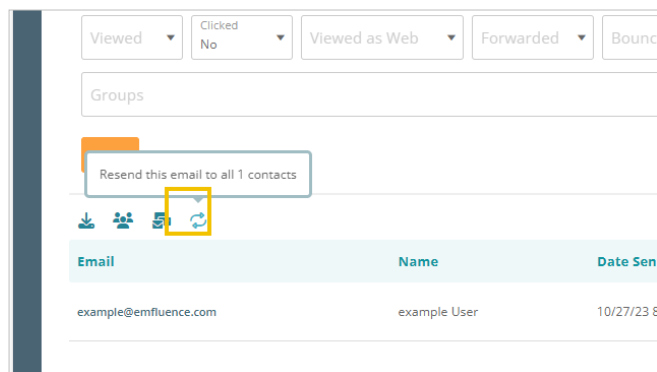 Viewed
Clicked
No
Viewed as Web
Forwarded
Bounc
Groups
Resend this email to all 1 contacts
Email Name Date Sen
example@emfluence.com example User 10/27/23 8